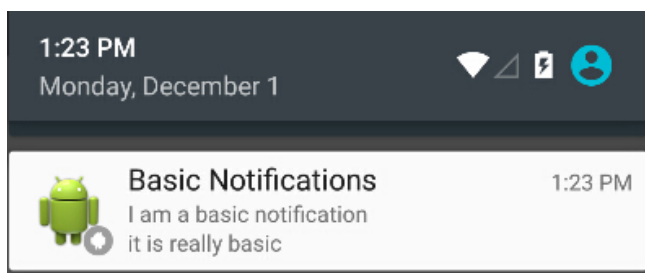 1:23 PM
Monday, December 1
Basic Notifications 1:23 PM
I am a basic notification
it is really basic